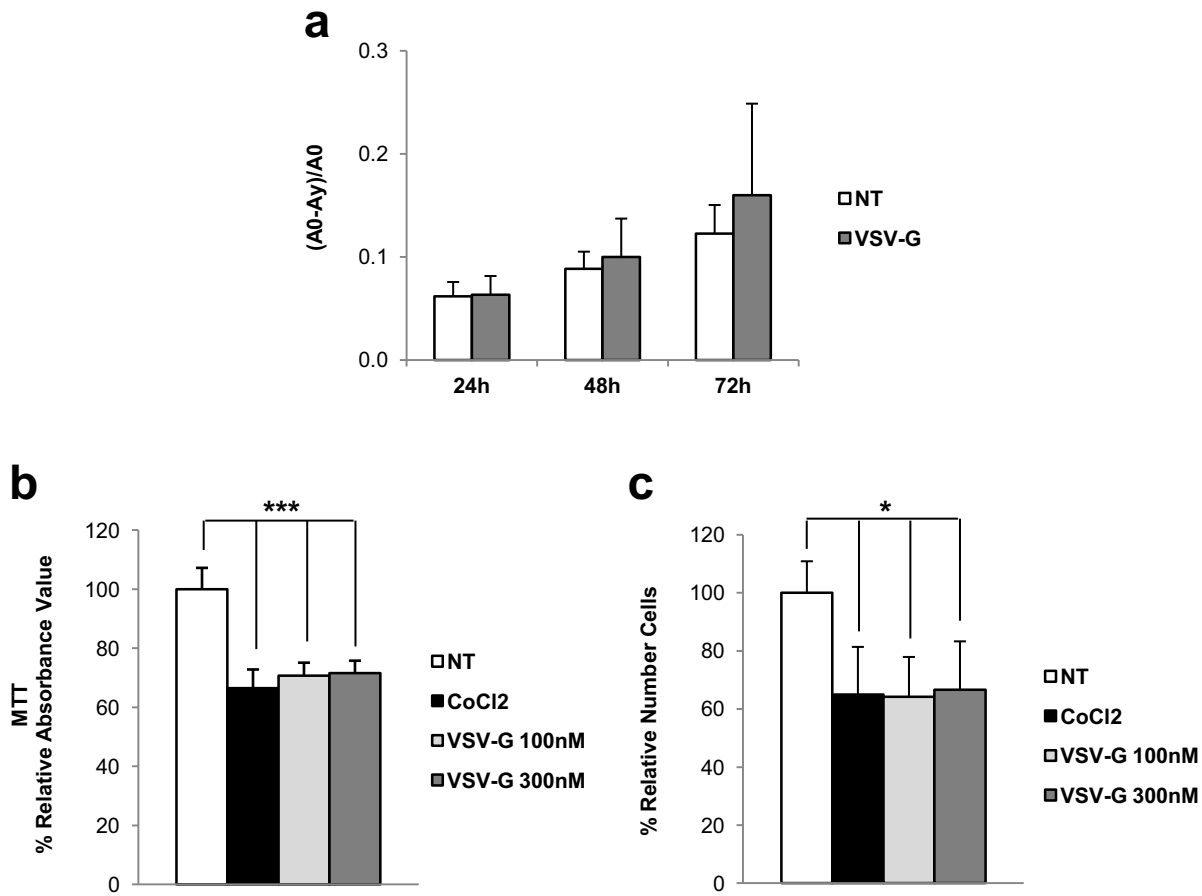 a
0.3
0.2
0.1
0.0
(A0-Ay)/A0
24h
48h
72h
NT
VSV-G
b
***
120
100
80
60
40
20
0
MTT
% Relative Absorbance Value
NT
CoCl2
VSV-G 100nM
VSV-G 300nM
c
*
120
100
80
60
40
20
0
% Relative Number Cells
NT
CoCl2
VSV-G 100nM
VSV-G 300nM